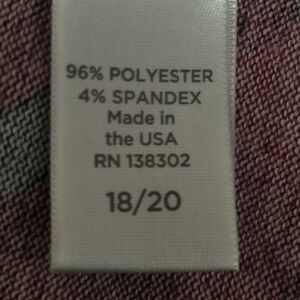 96% POLYESTER
4% SPANDEX
Made in
the USA
RN 138302
18/20